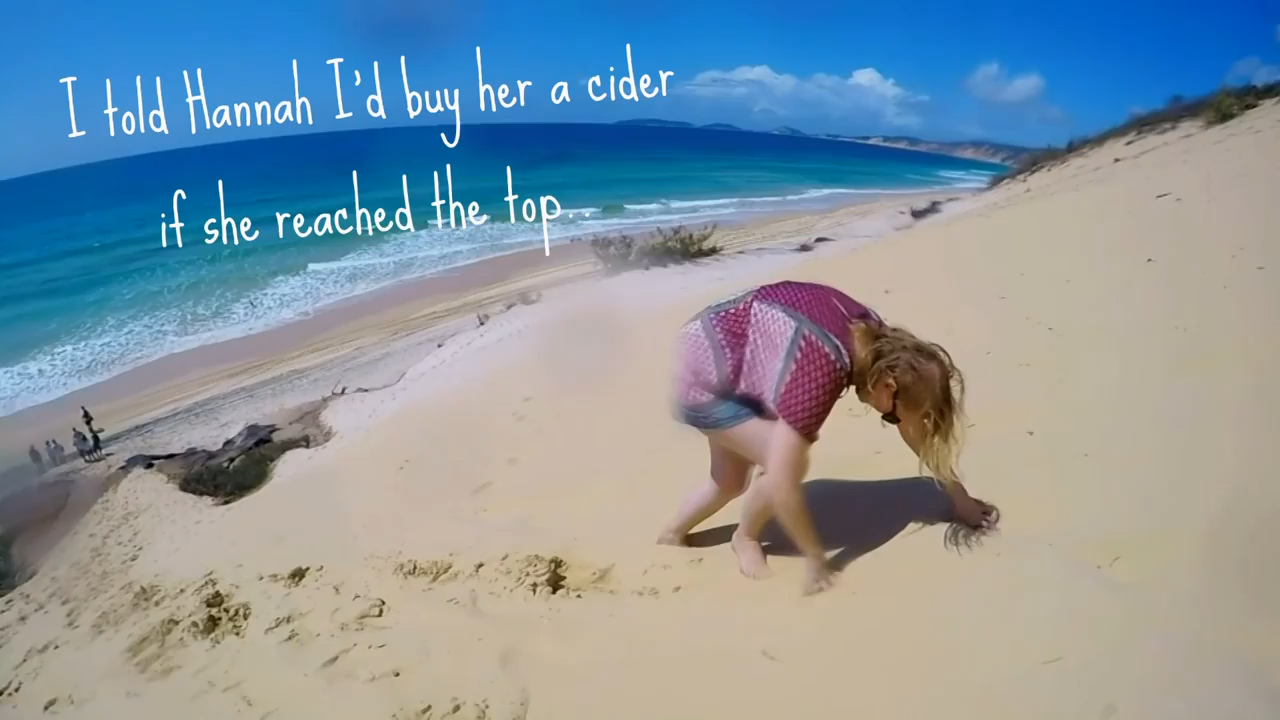 I told Hannah I'd buy her a cider
if she reached the top...